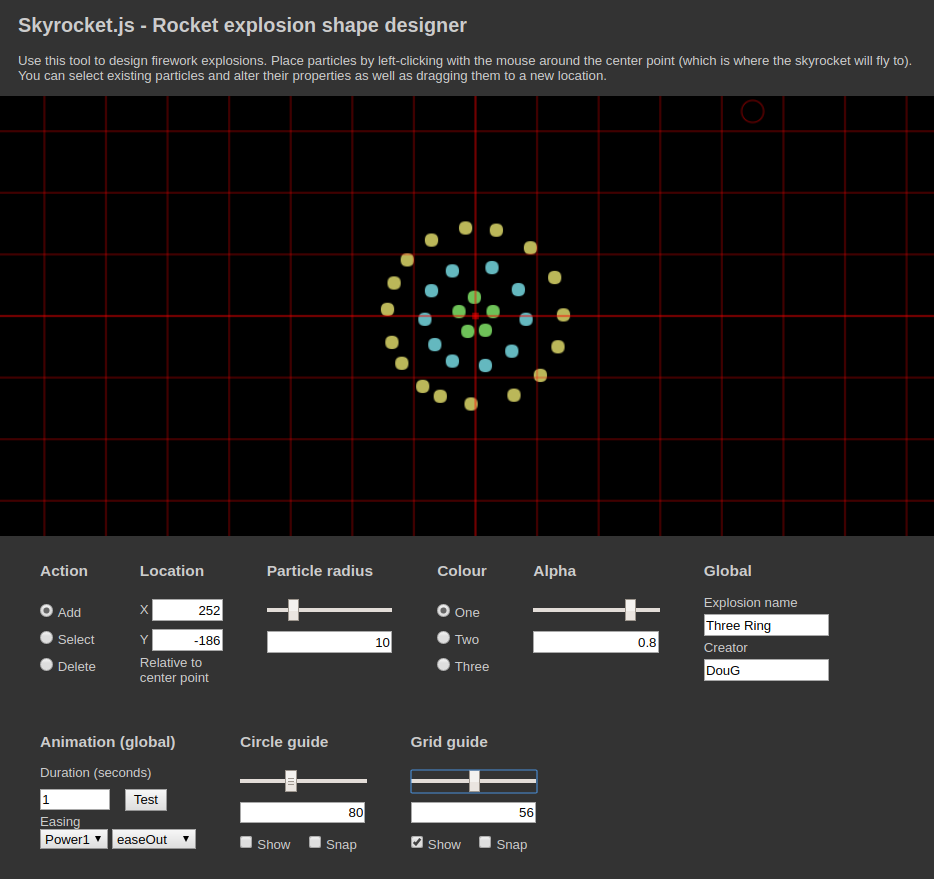 Skyrocket.js - Rocket explosion shape designer
Use this tool to design firework explosions. Place particles by left-clicking with the mouse around the center point (which is where the skyrocket will fly to).
You can select existing particles and alter their properties as well as dragging them to a new location.
Action
Add
Select
Delete
Location
X 252
Y -186
Relative to
center point
Particle radius
10
Colour
One
Two
Three
Alpha
0.8
Global
Explosion name
Three Ring
Creator
DouG
Animation (global)
Duration (seconds)
1 Test
Easing
Power1 easeOut
Circle guide
80
Show Snap
Grid guide
56
Show Snap